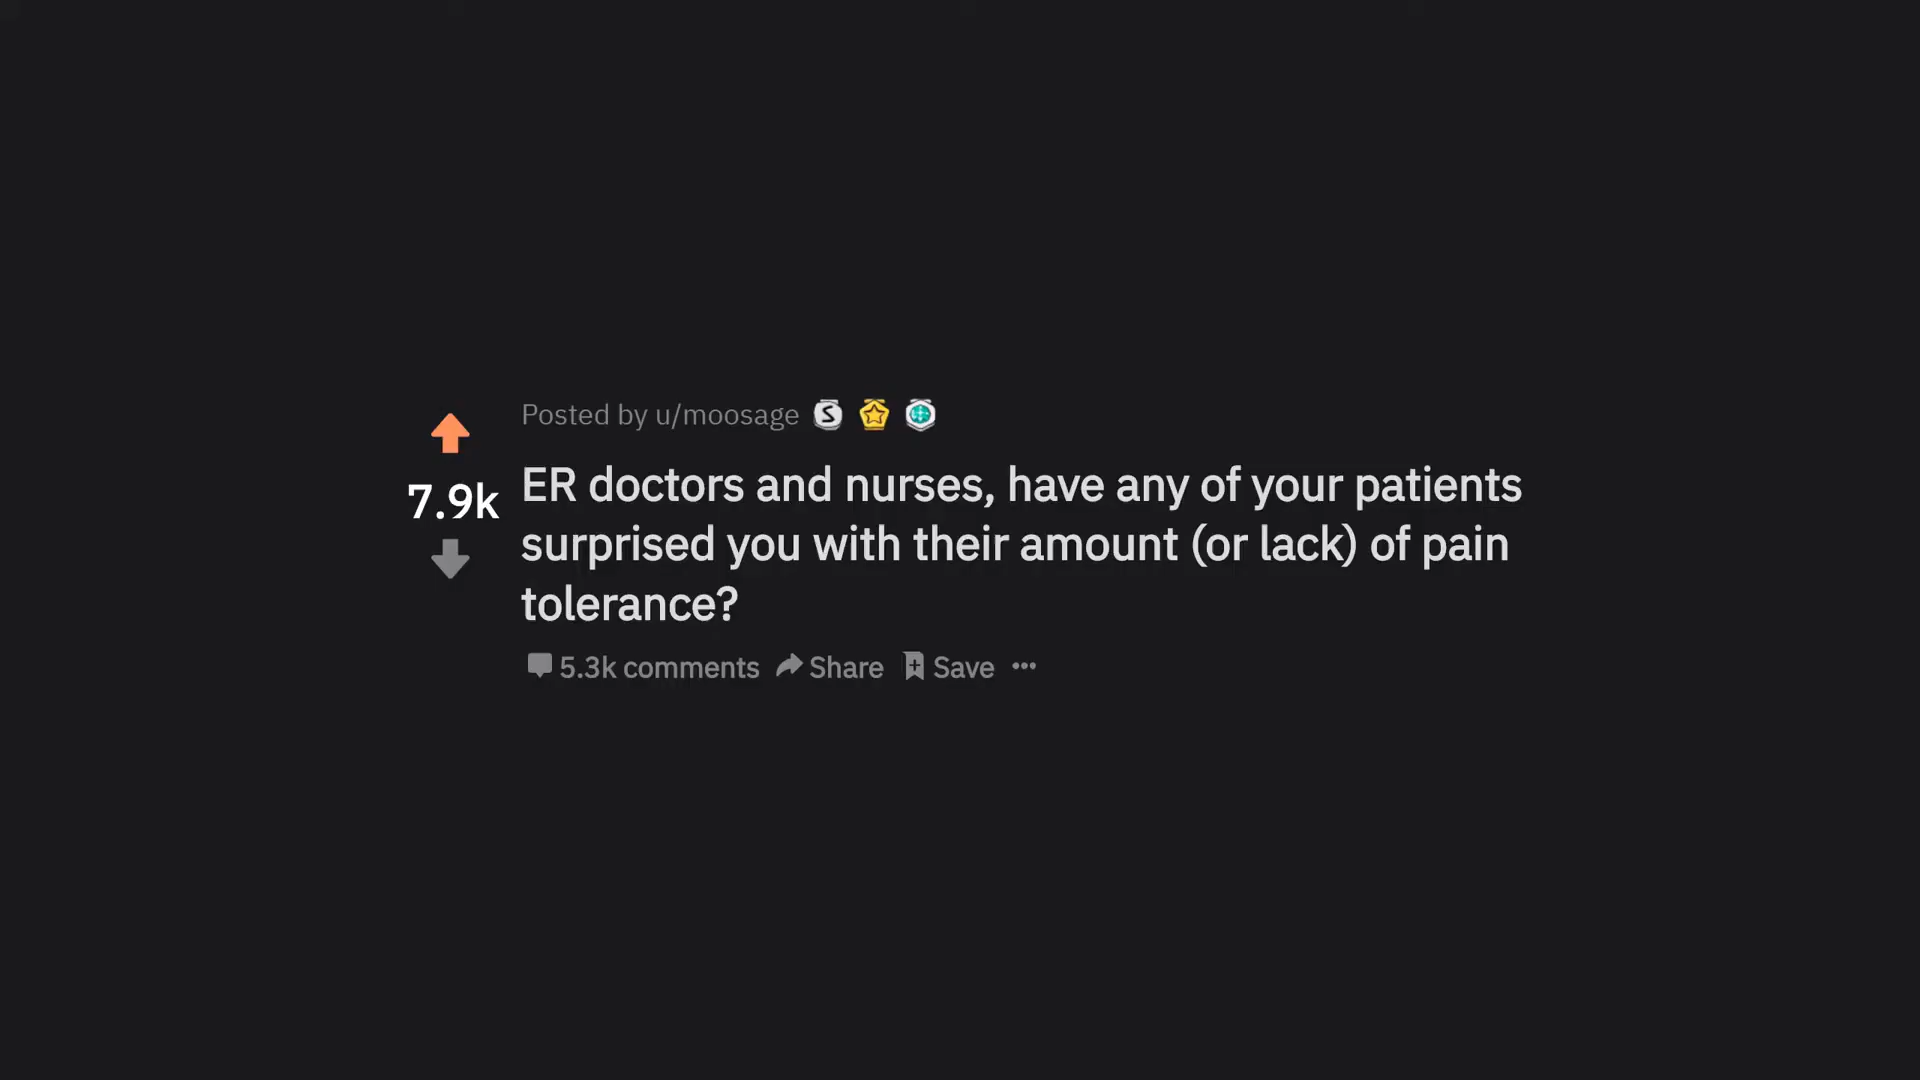 Posted by u/moosage
7.9k
ER doctors and nurses, have any of your patients
surprised you with their amount (or lack) of pain
tolerance?
5.3k comments Share Save •••